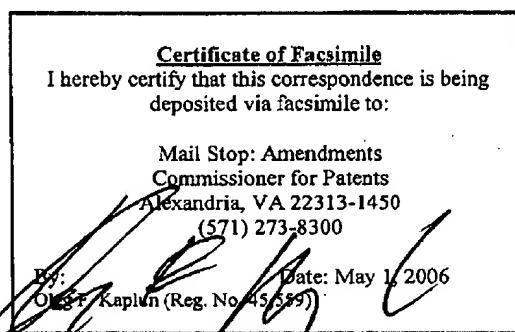 Certificate of Facsimile
I hereby certify that this correspondence is being
deposited via facsimile to:
Mail Stop: Amendments
Commissioner for Patents
Alexandria, VA 22313-1450
(571) 273-8300
By: Date: May 1, 2006
Oleg F. Kaplun (Reg. No. 45,559)